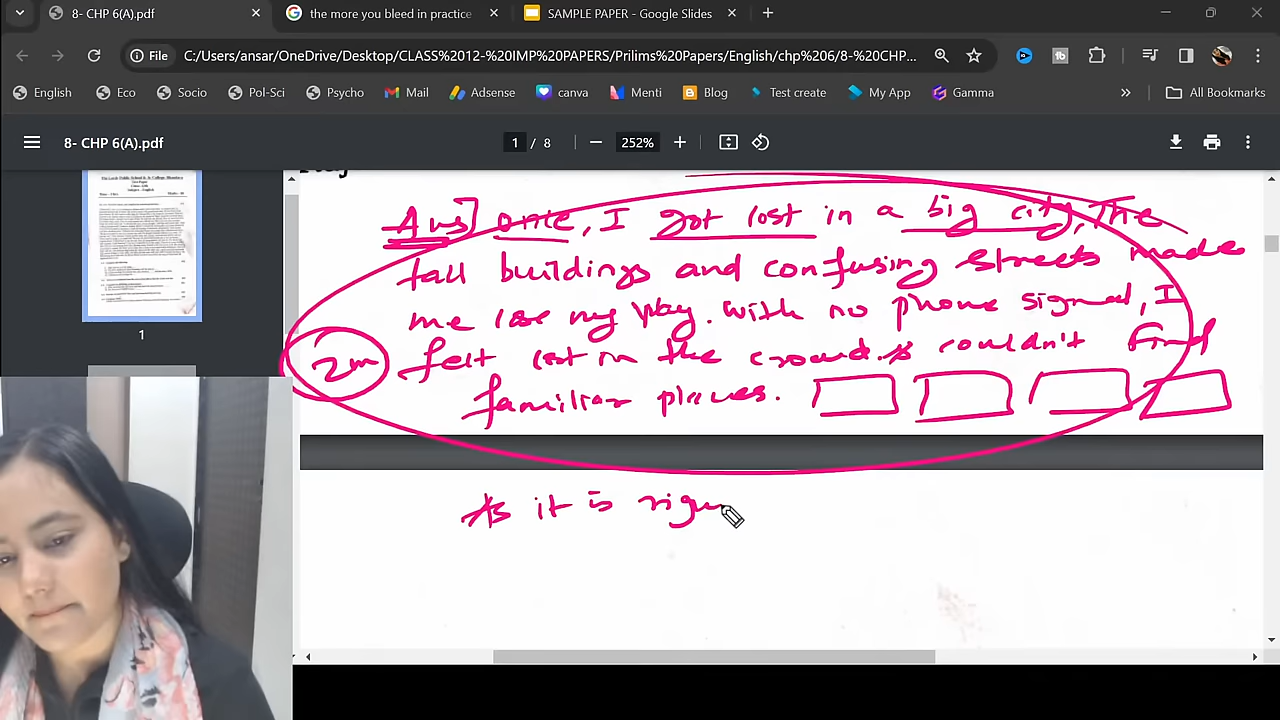 8- CHP 6(A).pdf
the more you bleed in practice
SAMPLE PAPER - Google Slides
File
C:/Users/ansar/OneDrive/Desktop/CLASS%2012-%20IMP%20PAPERS/Prilims%20Papers/English/chp%206/8-%20CHP...
English
Eco
Socio
Pol-Sci
Psycho
Mail
Adsense
canva
Menti
Blog
Test create
My App
Gamma
All Bookmarks
8- CHP 6(A).pdf
1 / 8
252%
Ans] once, I got lost in a big city, The
tall buildings and confusing streets made
me lose my way. with no phone signal, I
2m felt lost in the crowd. couldn't find
familiar places.
As it is
1